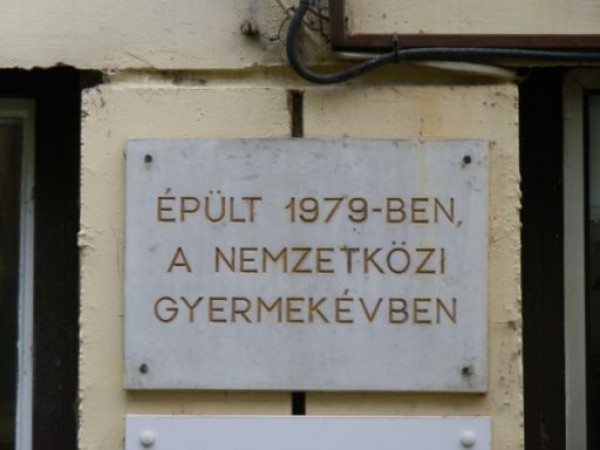 ÉPÜLT 1979-BEN,
A NEMZETKÖZI
GYERMEKÉVBEN